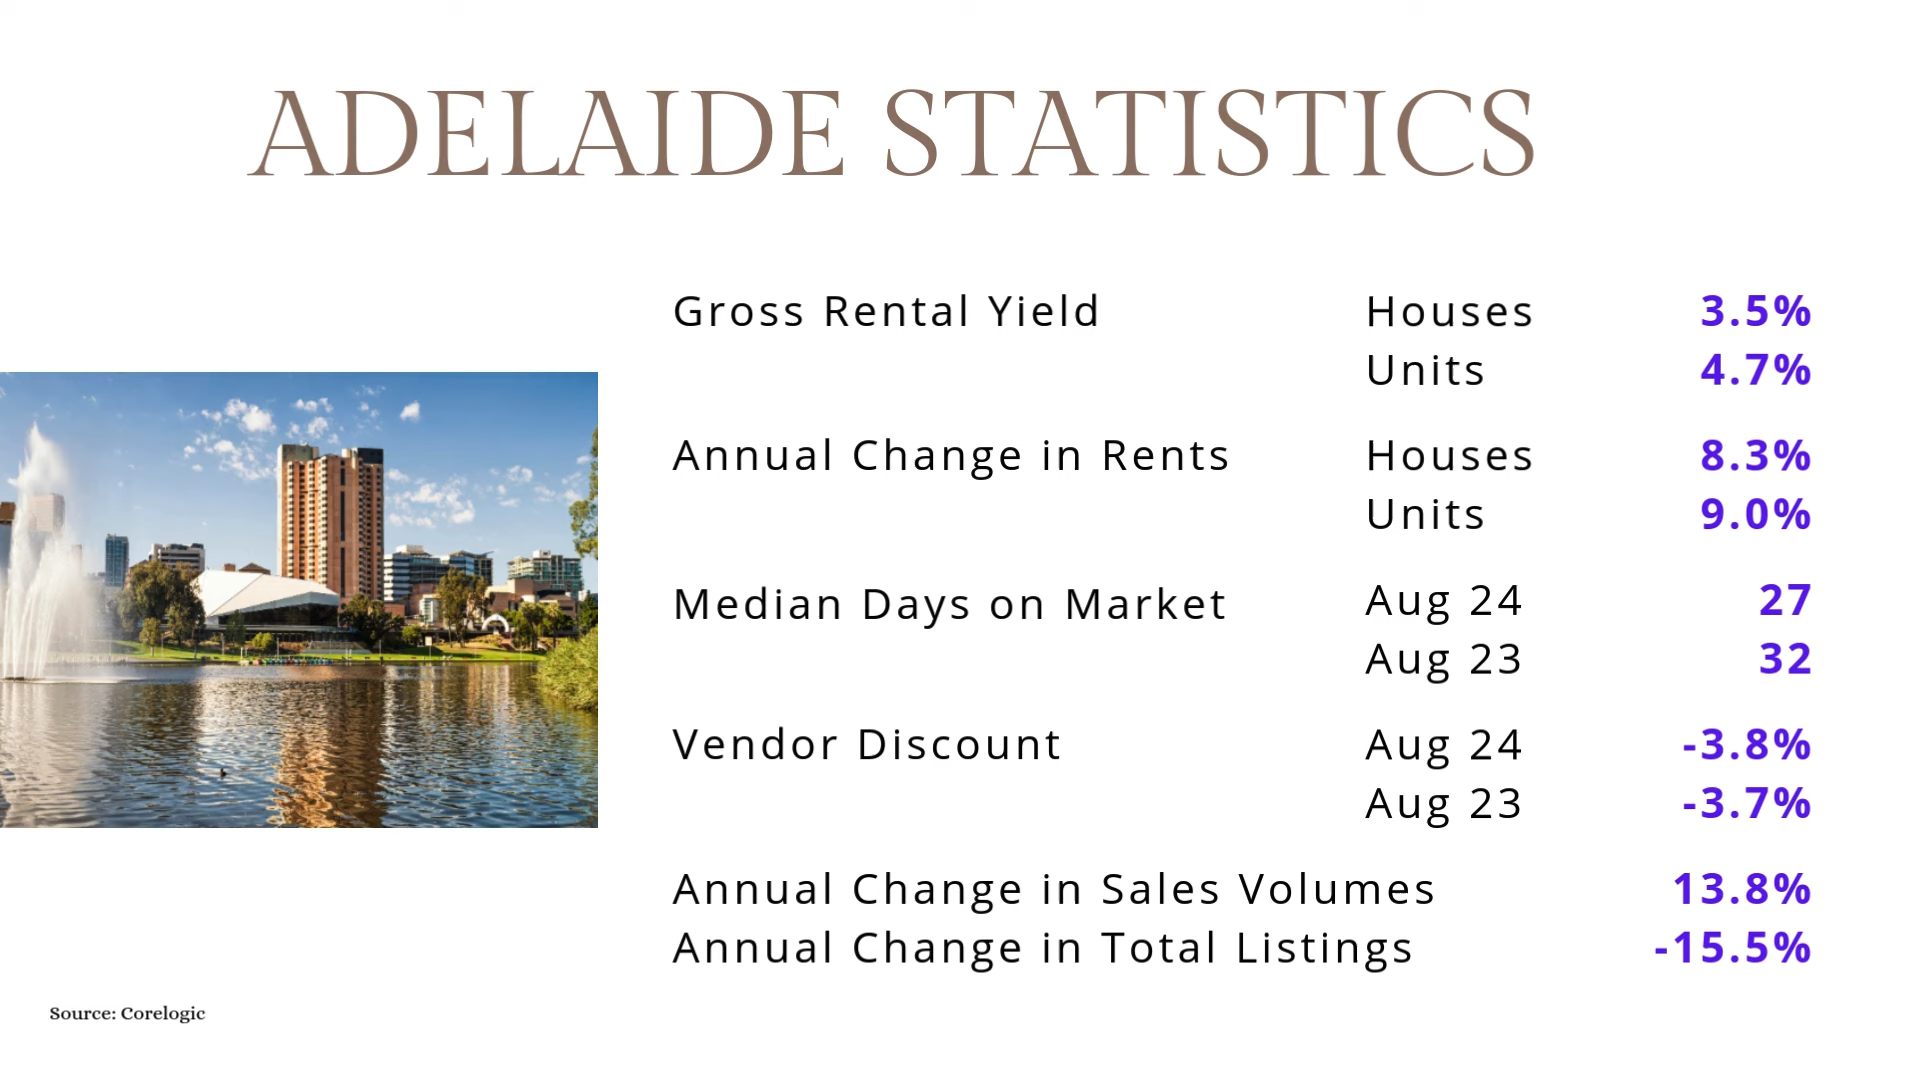 ADELAIDE STATISTICS
Gross Rental Yield Houses 3.5%
Units 4.7%
Annual Change in Rents Houses 8.3%
Units 9.0%
Median Days on Market Aug 24 27
Aug 23 32
Vendor Discount Aug 24 -3.8%
Aug 23 -3.7%
Annual Change in Sales Volumes 13.8%
Annual Change in Total Listings -15.5%
Source: Corelogic